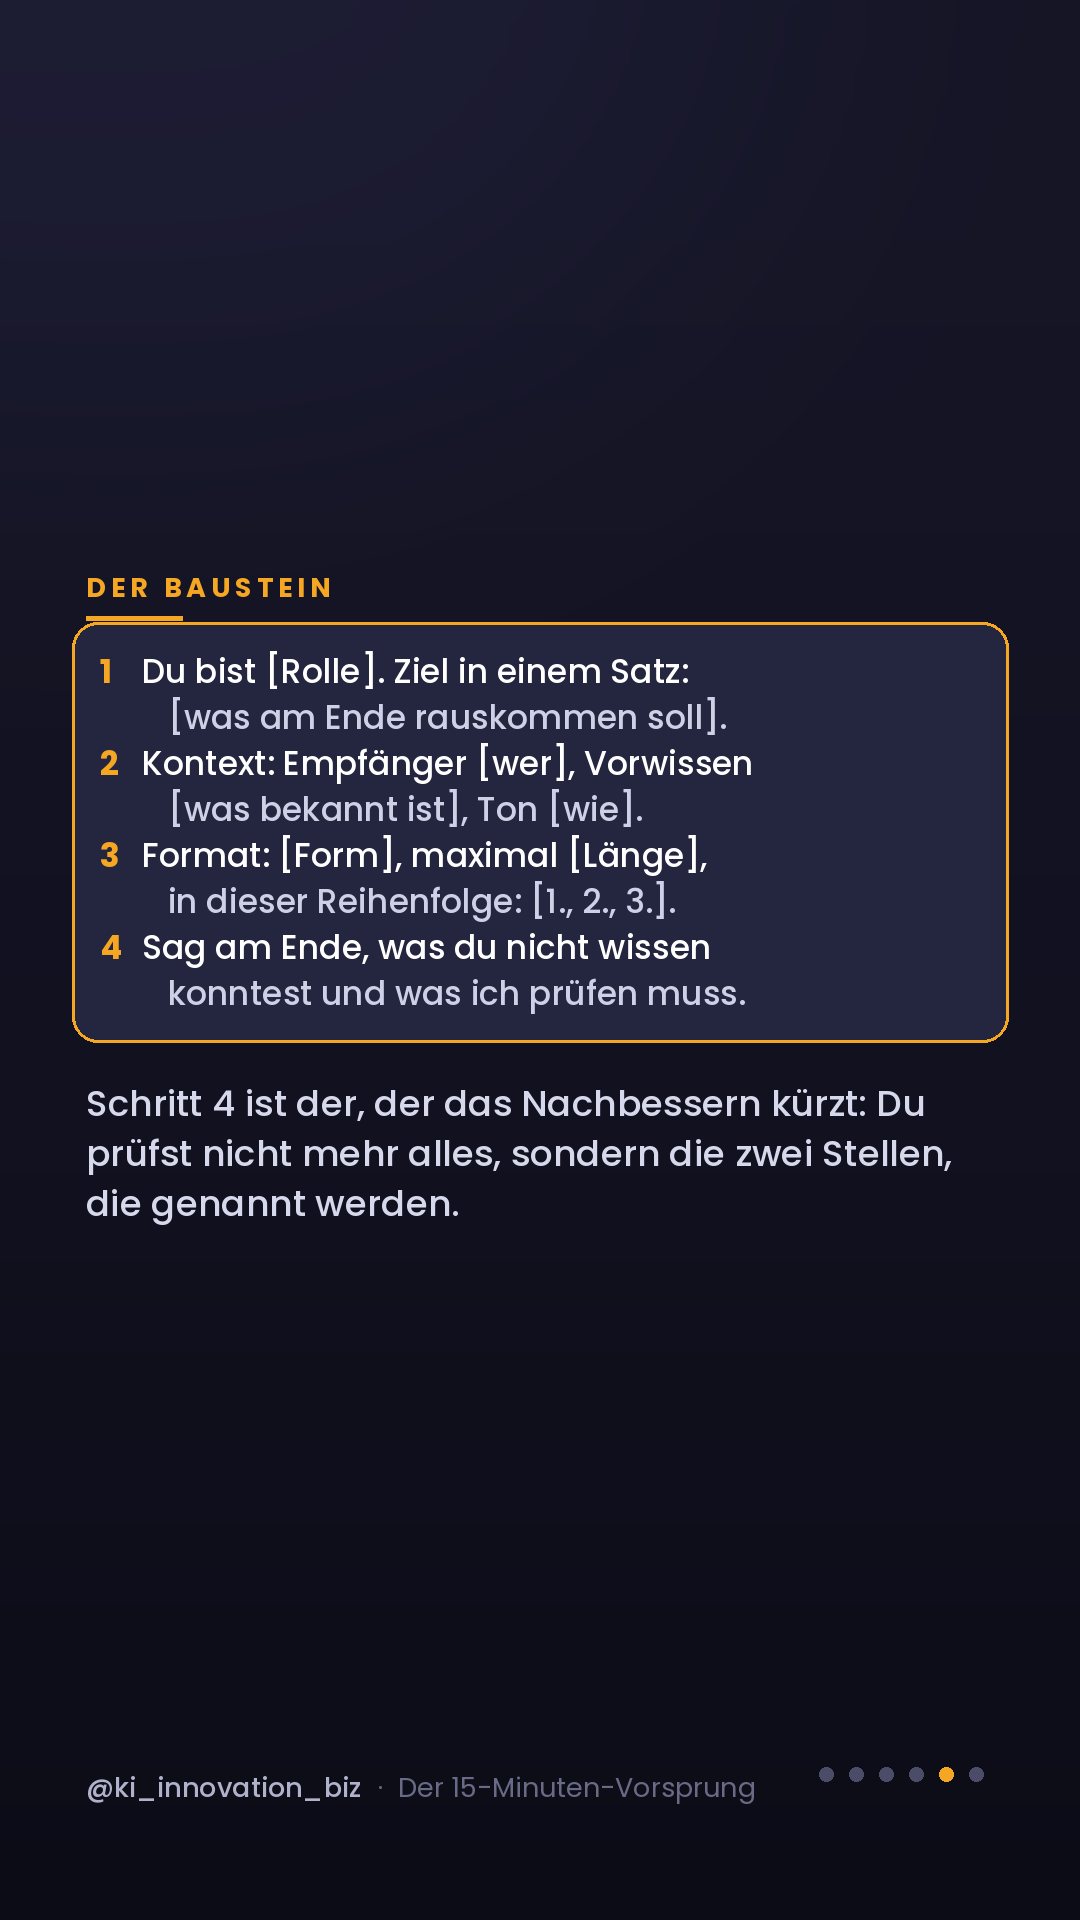 DER BAUSTEIN
1 Du bist [Rolle]. Ziel in einem Satz:
[was am Ende rauskommen soll].
2 Kontext: Empfänger [wer], Vorwissen
[was bekannt ist], Ton [wie].
3 Format: [Form], maximal [Länge],
in dieser Reihenfolge: [1., 2., 3.].
4 Sag am Ende, was du nicht wissen
konntest und was ich prüfen muss.
Schritt 4 ist der, der das Nachbessern kürzt: Du
prüfst nicht mehr alles, sondern die zwei Stellen,
die genannt werden.
@ki_innovation_biz · Der 15-Minuten-Vorsprung